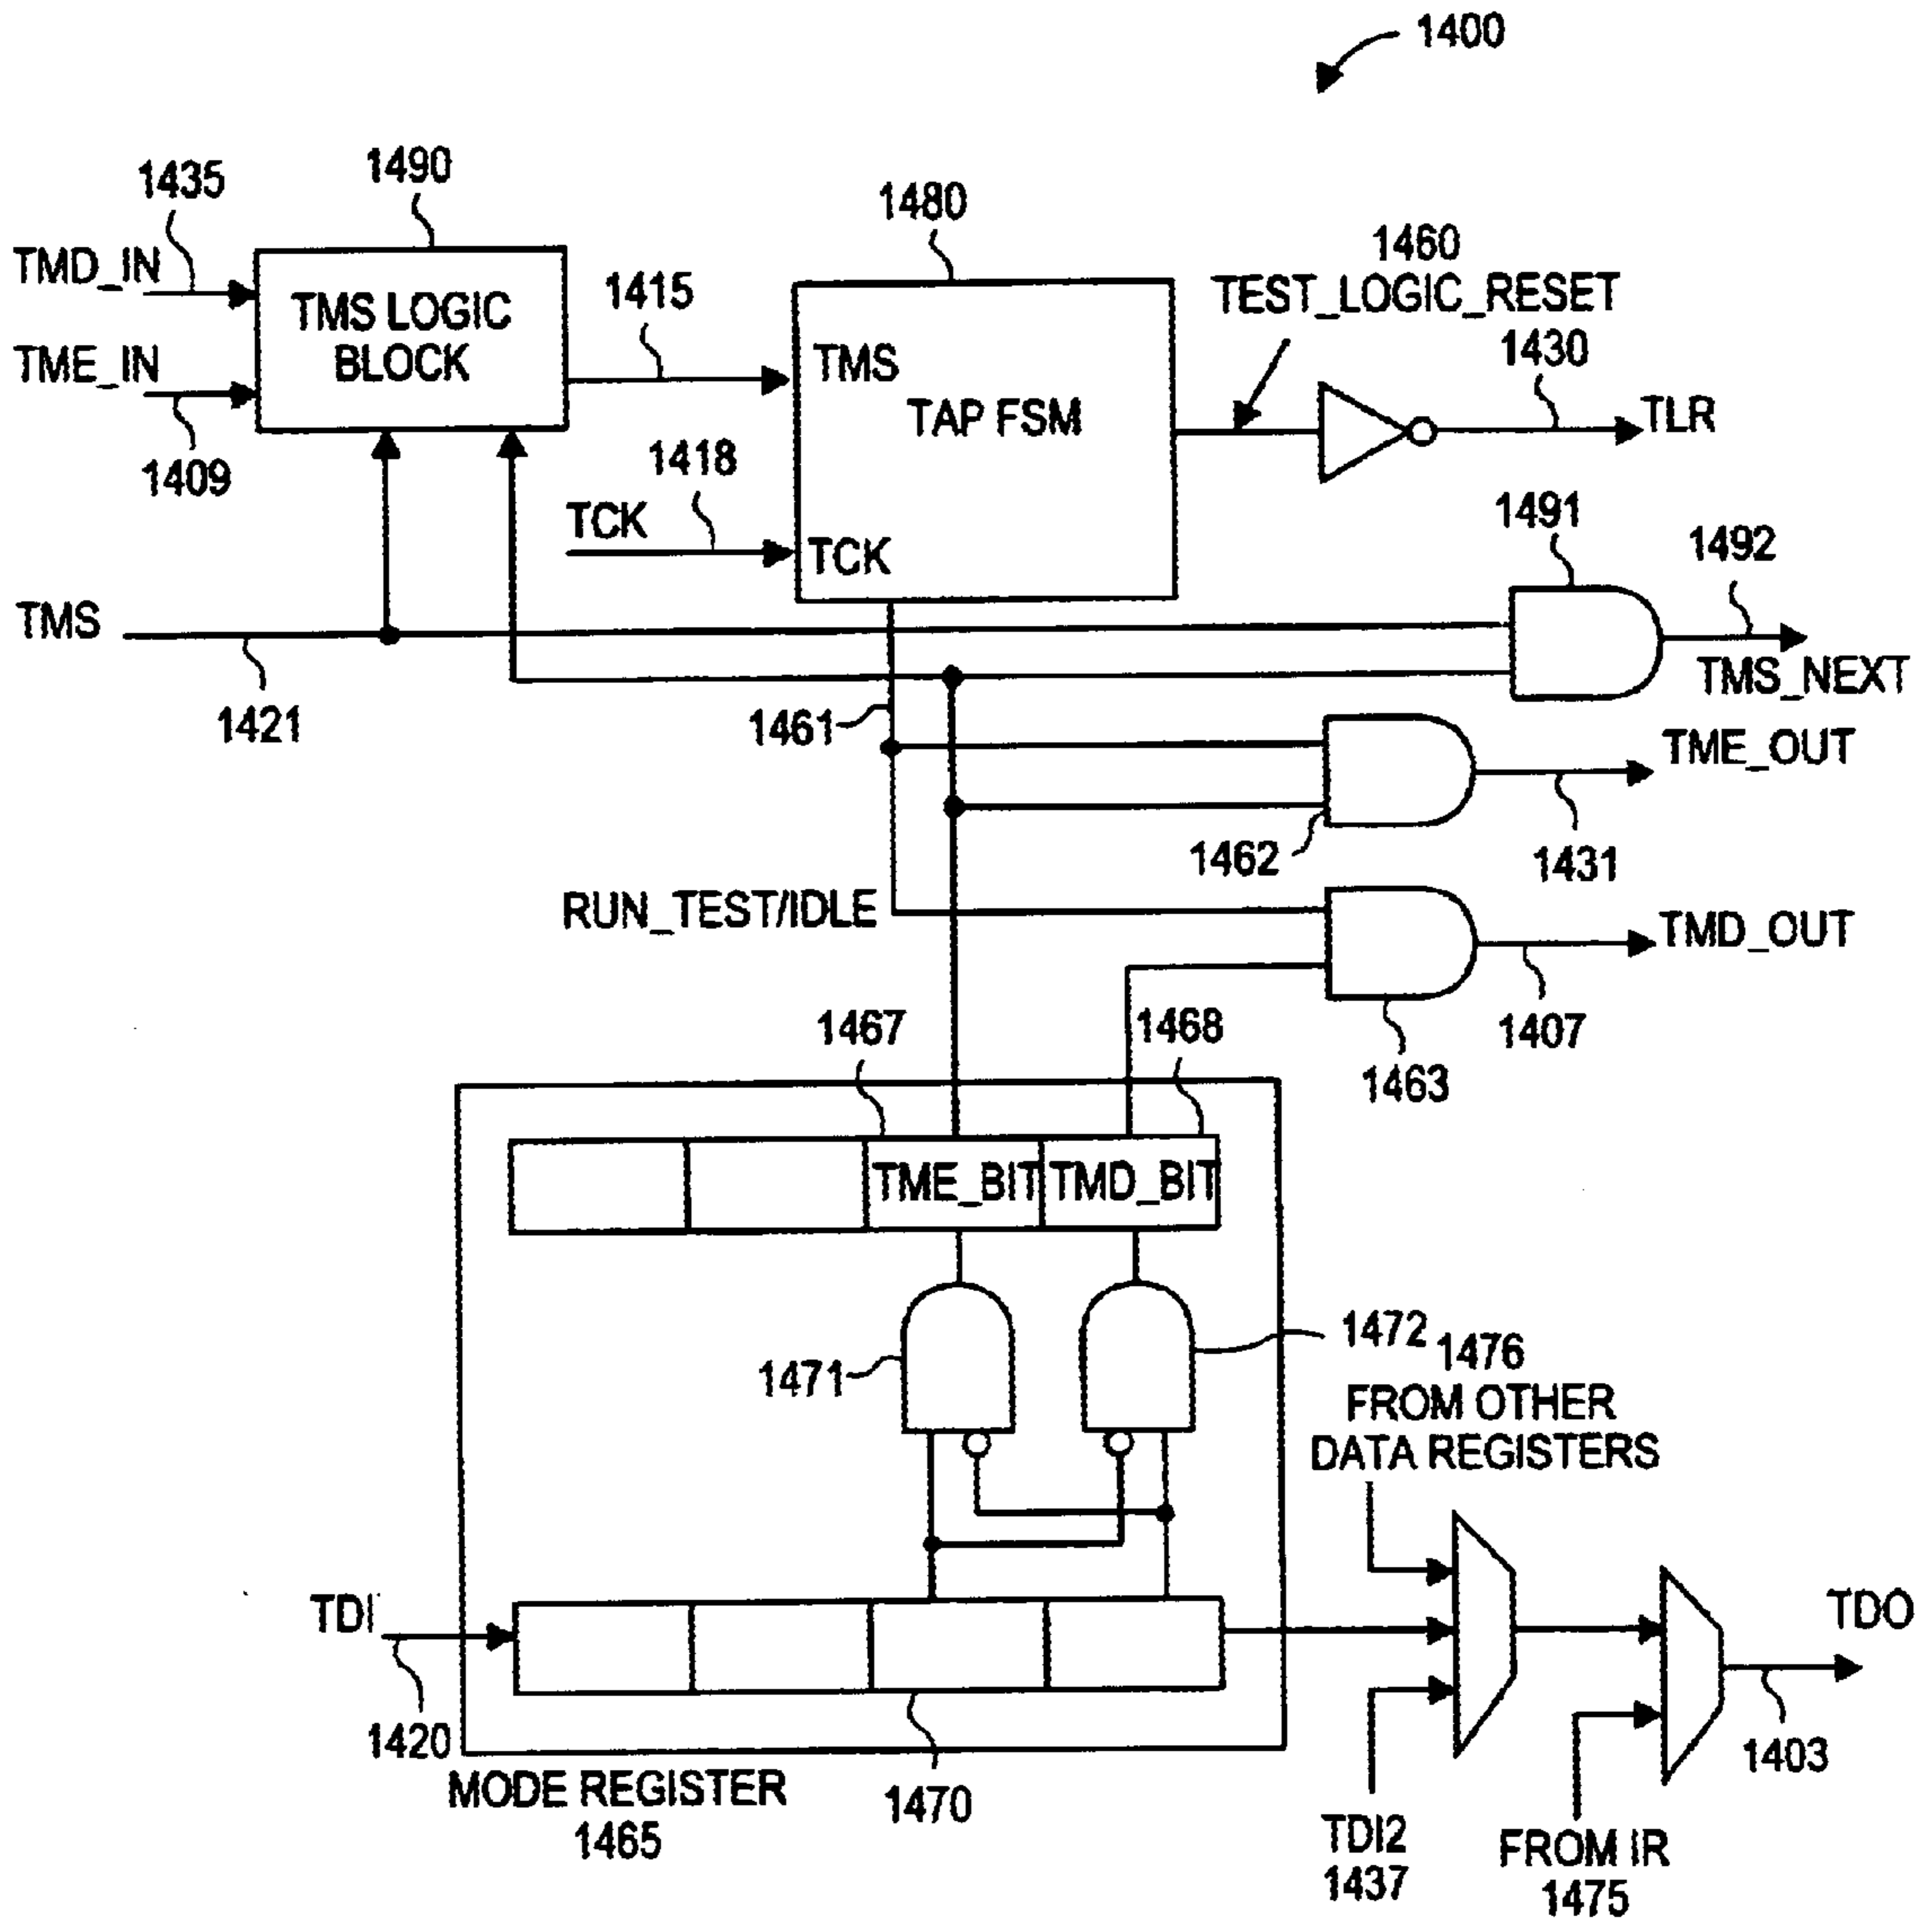 1400
1490
1435
1480
1460
TEST_LOGIC_RESET
TMD_IN
1415
1430
TMS LOGIC
BLOCK
TME_IN
TMS
TAP FSM
TLR
1409
1418
1491
TCK
TCK
1492
TMS
TMS_NEXT
1421
1461
TME_OUT
1462
1431
RUN_TEST/IDLE
TMD_OUT
1467
1468
1407
1463
TME_BIT
TMD_BIT
1472
1476
1471
FROM OTHER
DATA REGISTERS
TDI
TDO
1420
1403
MODE REGISTER
1465
1470
TDI2
1437
FROM IR
1475